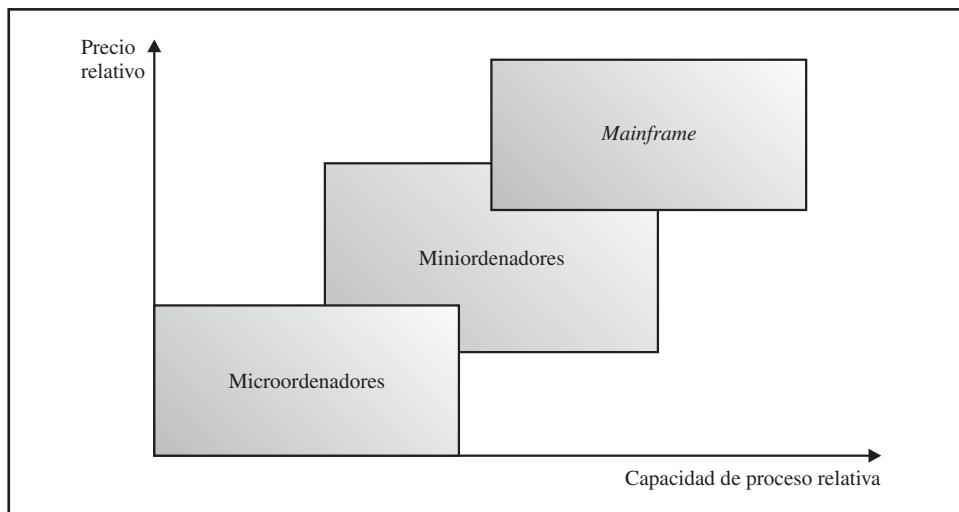 Precio
relativo
Mainframe
Miniordenadores
Microordenadores
Capacidad de proceso relativa